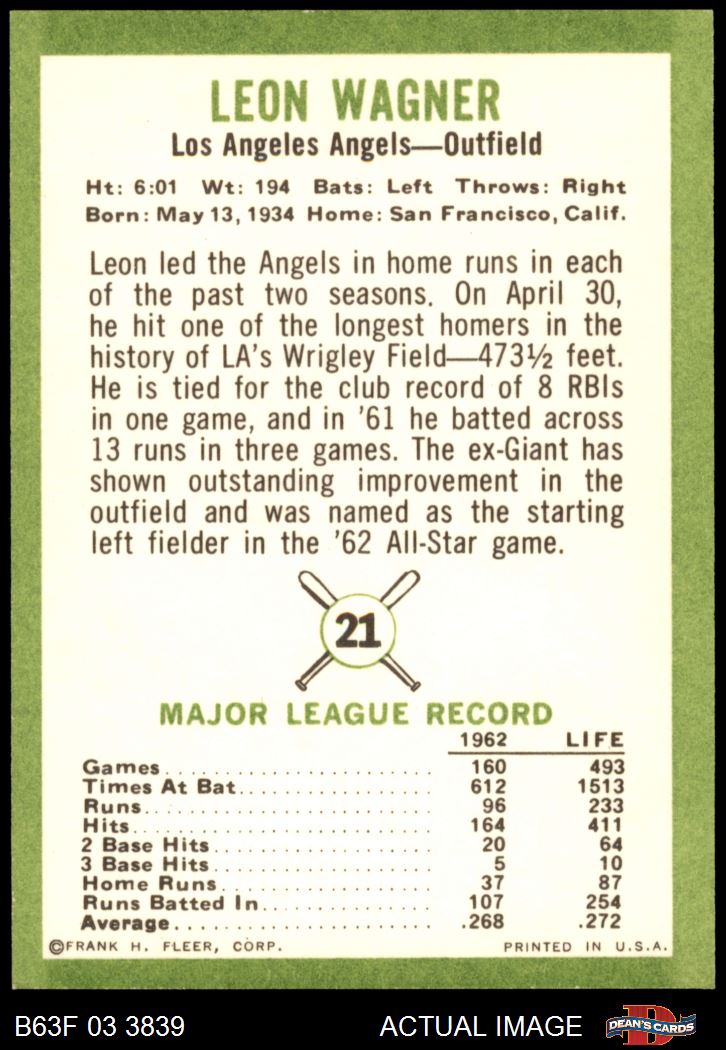 LEON WAGNER
Los Angeles Angels—Outfield
Ht: 6:01 Wt: 194 Bats: Left Throws: Right
Born: May 13, 1934 Home: San Francisco, Calif.
Leon led the Angels in home runs in each
of the past two seasons. On April 30,
he hit one of the longest homers in the
history of LA's Wrigley Field—473½ feet.
He is tied for the club record of 8 RBIs
in one game, and in '61 he batted across
13 runs in three games. The ex-Giant has
shown outstanding improvement in the
outfield and was named as the starting
left fielder in the '62 All-Star game.
21
MAJOR LEAGUE RECORD
1962 LIFE
Games 160 493
Times At Bat 612 1513
Runs 96 233
Hits 164 411
2 Base Hits 20 64
3 Base Hits 5 10
Home Runs 37 87
Runs Batted In 107 254
Average .268 .272
©FRANK H. FLEER, CORP. PRINTED IN U.S.A.
B63F 03 3839 ACTUAL IMAGE D DEAN'S CARDS